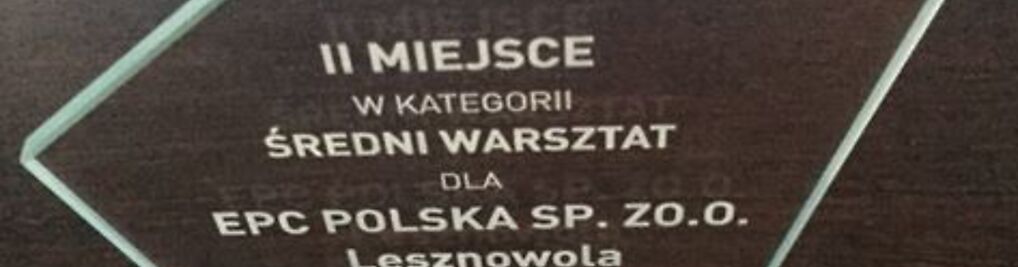 II MIEJSCE
W KATEGORII
ŚREDNI WARSZTAT
DLA
EPC POLSKA SP. ZO.O.
Lesznowola